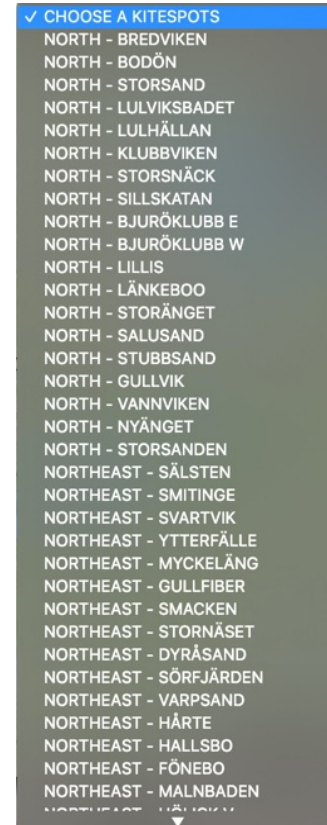 ✓ CHOOSE A KITESPOTS
NORTH - BREDVIKEN
NORTH - BODÖN
NORTH - STORSAND
NORTH - LULVIKSBADET
NORTH - LULHÄLLAN
NORTH - KLUBBVIKEN
NORTH - STORSNÄCK
NORTH - SILLSKATAN
NORTH - BJURÖKLUBB E
NORTH - BJURÖKLUBB W
NORTH - LILLIS
NORTH - LÄNKEBOO
NORTH - STORÄNGET
NORTH - SALUSAND
NORTH - STUBBSAND
NORTH - GULLVIK
NORTH - VANNVIKEN
NORTH - NYÄNGET
NORTH - STORSANDEN
NORTHEAST - SÄLSTEN
NORTHEAST - SMITINGE
NORTHEAST - SVARTVIK
NORTHEAST - YTTERFÄLLE
NORTHEAST - MYCKELÄNG
NORTHEAST - GULLFIBER
NORTHEAST - SMACKEN
NORTHEAST - STORNÄSET
NORTHEAST - DYRÅSAND
NORTHEAST - SÖRFJÄRDEN
NORTHEAST - VARPSAND
NORTHEAST - HÅRTE
NORTHEAST - HALLSBO
NORTHEAST - FÖNEBO
NORTHEAST - MALNBADEN